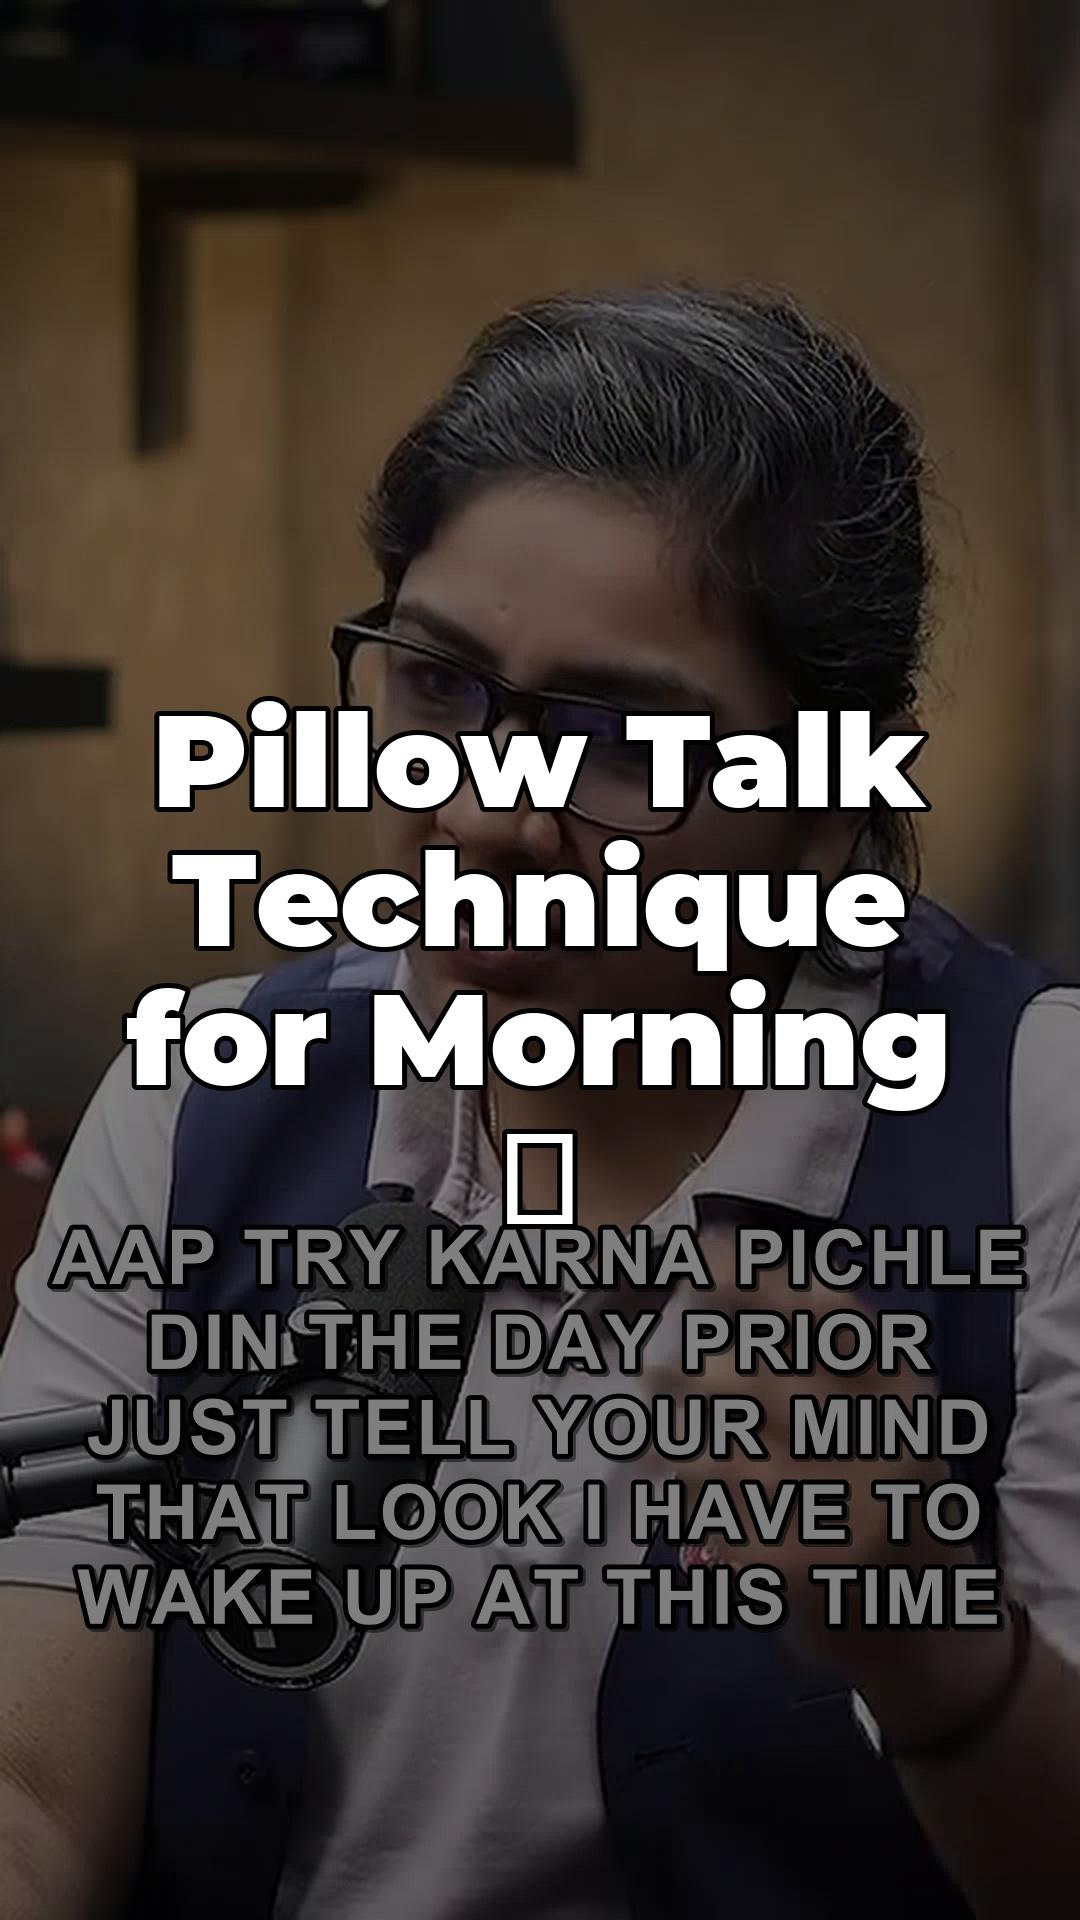 Pillow Talk
Technique
for Morning
AAP TRY KARNA PICHLE
DIN THE DAY PRIOR
JUST TELL YOUR MIND
THAT LOOK I HAVE TO
WAKE UP AT THIS TIME